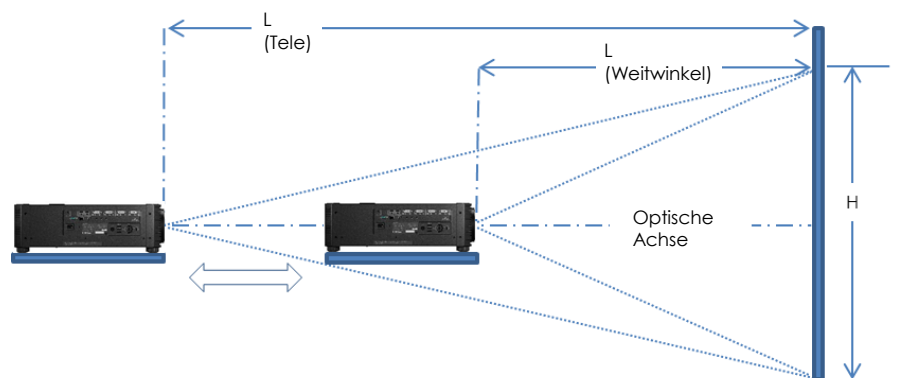 L
(Tele)
L
(Weitwinkel)
H
Optische
Achse